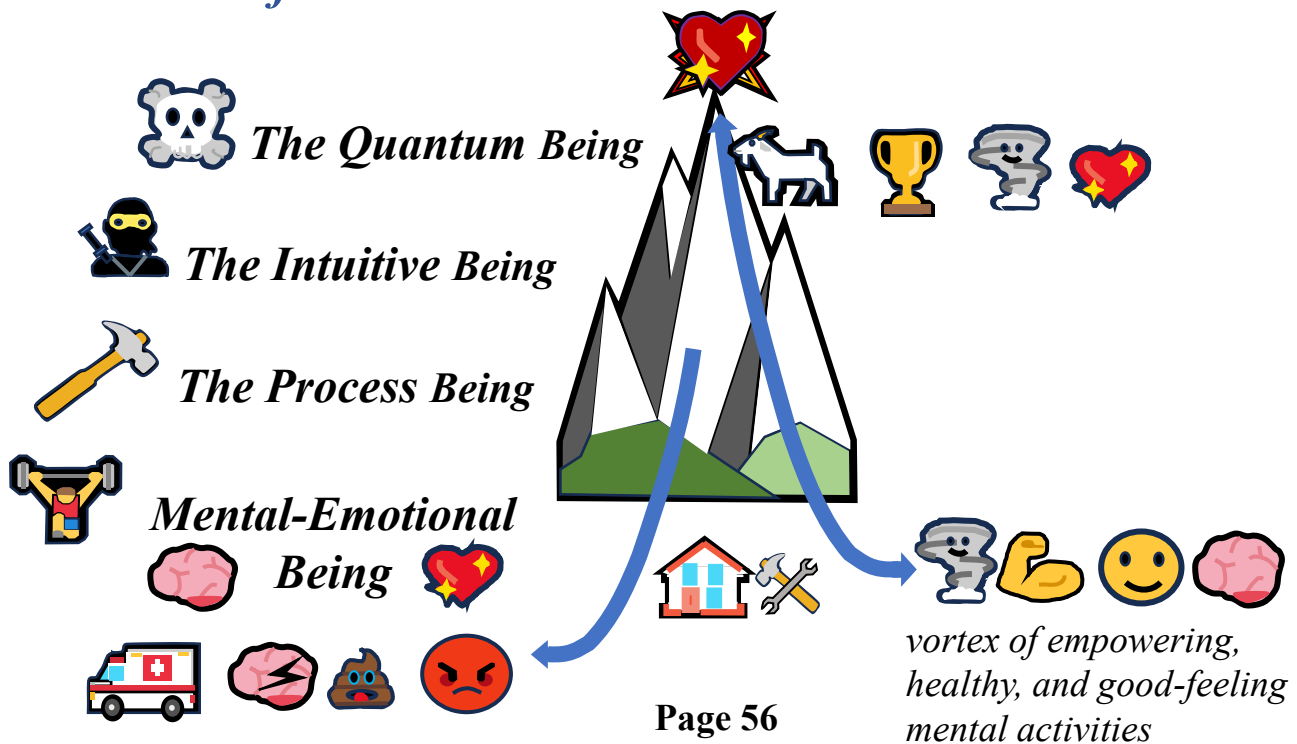 The Quantum Being
The Intuitive Being
The Process Being
Mental-Emotional
Being
vortex of empowering,
healthy, and good-feeling
mental activities
Page 56